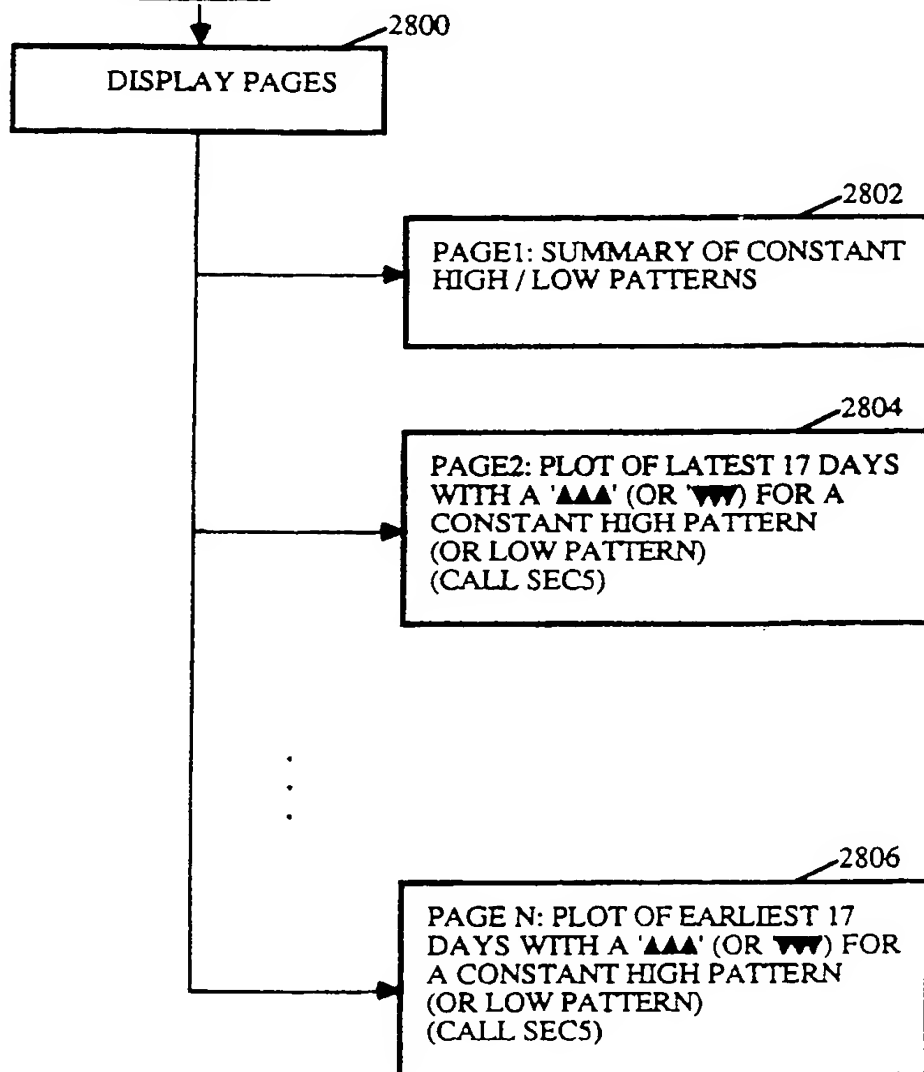 2800
DISPLAY PAGES
2802
PAGE1: SUMMARY OF CONSTANT
HIGH / LOW PATTERNS
2804
PAGE2: PLOT OF LATEST 17 DAYS
WITH A '▲▲▲' (OR '▼▼▼') FOR A
CONSTANT HIGH PATTERN
(OR LOW PATTERN)
(CALL SEC5)
2806
PAGE N: PLOT OF EARLIEST 17
DAYS WITH A '▲▲▲' (OR ▼▼▼) FOR
A CONSTANT HIGH PATTERN
(OR LOW PATTERN)
(CALL SEC5)